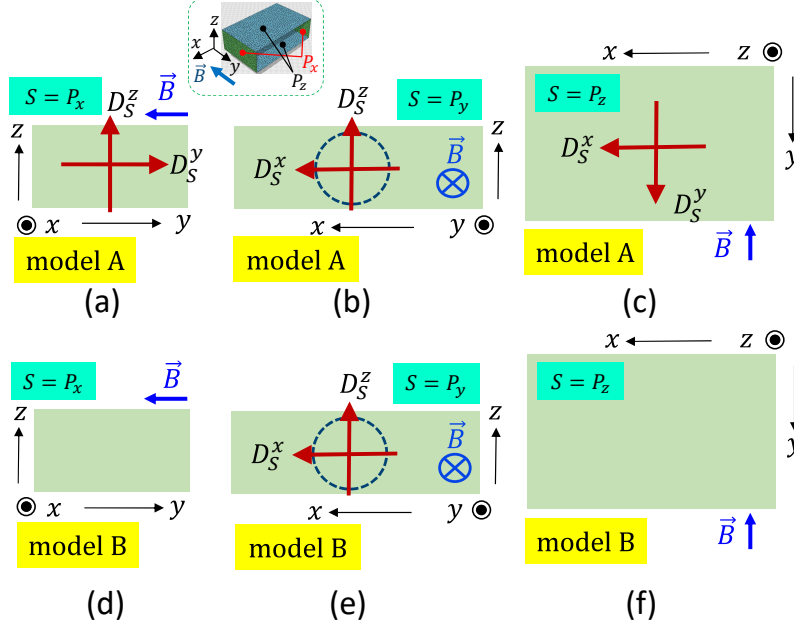 z
x
y
B⃗
P_x
P_z
S = P_x
D_S^z
B⃗
z
D_S^y
x
y
model A
(a)
D_S^z
S = P_y
z
B⃗
D_S^x
x
y
model A
(b)
x
z
S = P_z
D_S^x
D_S^y
y
B⃗
model A
(c)
S = P_x
B⃗
z
x
y
model B
(d)
D_S^z
S = P_y
z
B⃗
D_S^x
x
y
model B
(e)
x
z
S = P_z
y
B⃗
model B
(f)